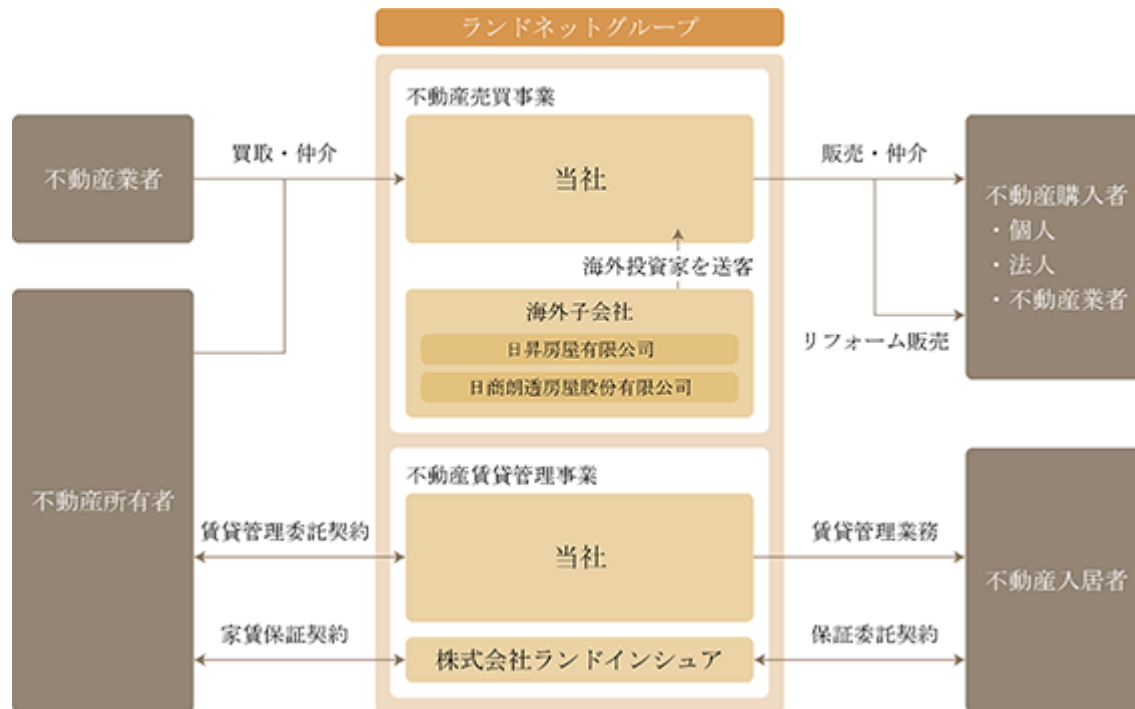 ランドネットグループ
不動産売買事業
不動産業者
買取・仲介
当社
販売・仲介
不動産購入者
・個人
・法人
・不動産業者
海外投資家を送客
海外子会社
日昇房屋有限公司
日商朗透房屋股份有限公司
リフォーム販売
不動産所有者
不動産賃貸管理事業
賃貸管理委託契約
当社
賃貸管理業務
不動産入居者
家賃保証契約
株式会社ランドインシュア
保証委託契約